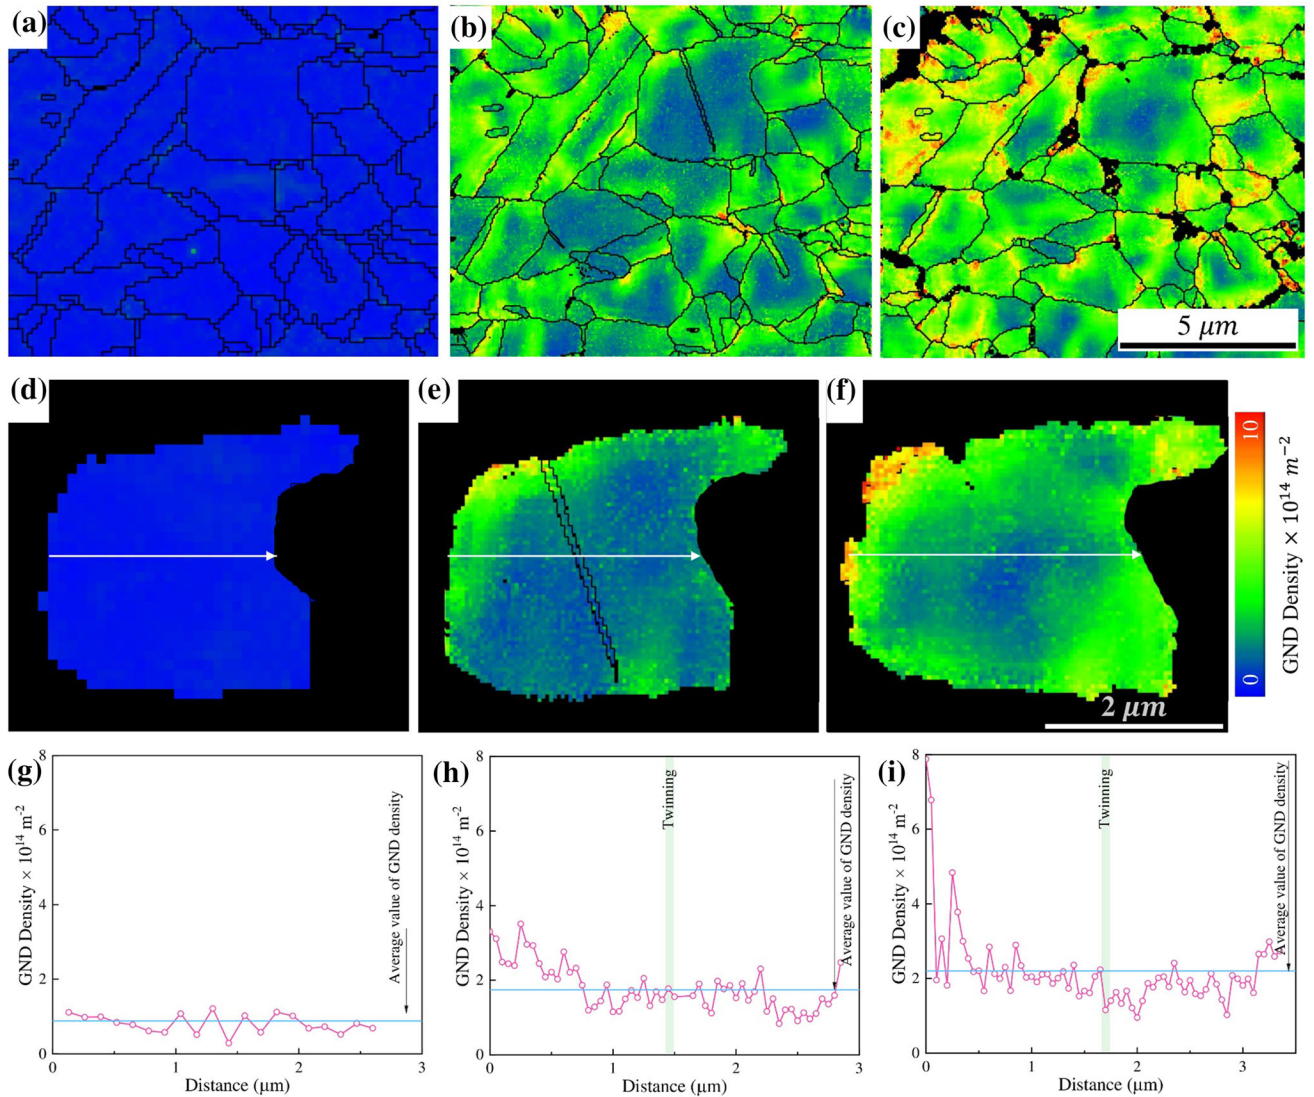 (a)
(b)
(c)
5 μm
(d)
(e)
(f)
2 μm
10
0
GND Density × 10¹⁴ m⁻²
(g)
8
6
4
2
0
GND Density × 10¹⁴ m⁻²
Average value of GND density
0
1
2
3
Distance (μm)
(h)
8
6
4
2
0
GND Density × 10¹⁴ m⁻²
Twinning
Average value of GND density
0
1
2
3
Distance (μm)
(i)
8
6
4
2
0
GND Density × 10¹⁴ m⁻²
Twinning
Average value of GND density
0
1
2
3
Distance (μm)